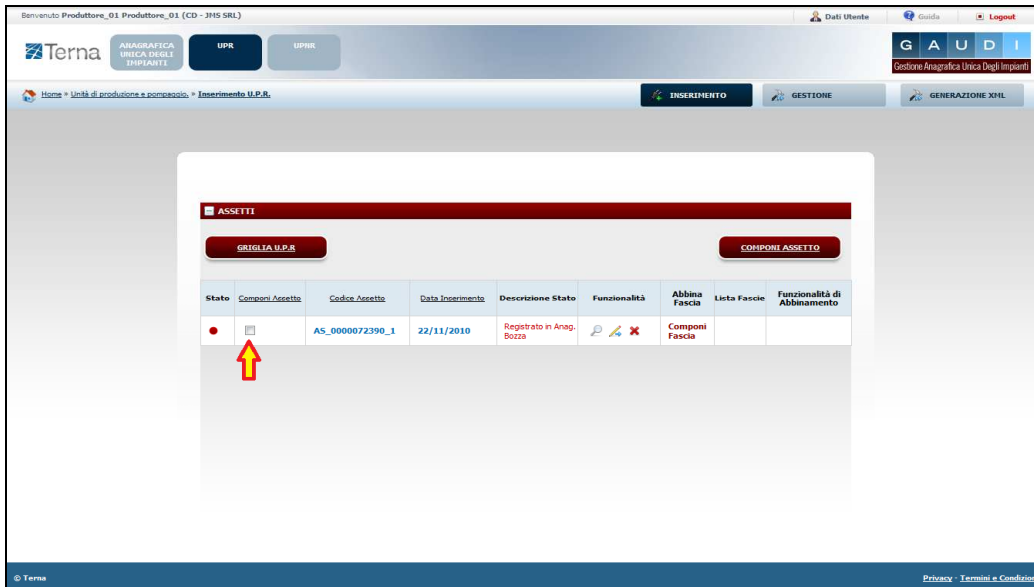 Benvenuto Produttore_01 Produttore_01 (CD - JMS SRL)
Dati Utente
Guida
Logout
Terna
ANAGRAFICA
UNICA DEGLI
IMPIANTI
UPR
UPNR
G A U D I
Gestione Anagrafica Unica Degli Impianti
Home » Unità di produzione e pompaggio. » Inserimento U.P.R.
INSERIMENTO
GESTIONE
GENERAZIONE XML
ASSETTI
GRIGLIA U.P.R
COMPONI ASSETTO
Stato Componi Assetto Codice Assetto Data Inserimento Descrizione Stato Funzionalità Abbina Fascia Lista Fascie Funzionalità di Abbinamento
AS_0000072390_1 22/11/2010 Registrato in Anag. Bozza Componi Fascia
© Terna
Privacy - Termini e Condizion